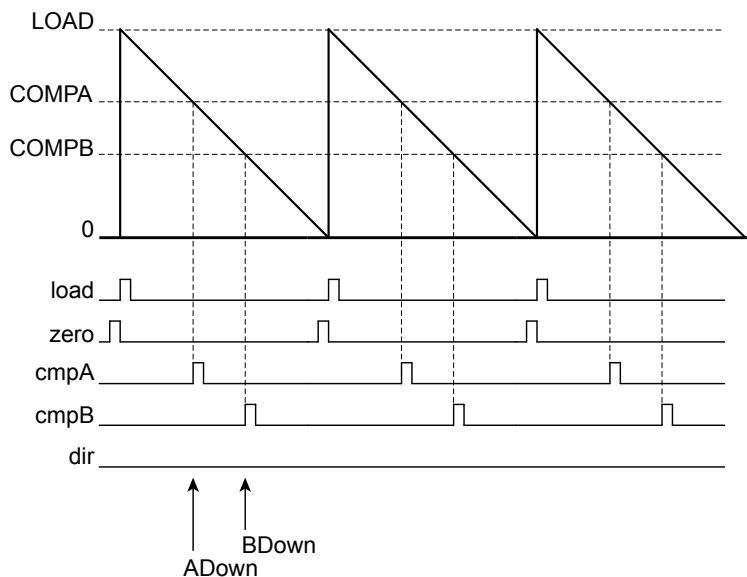 LOAD
COMPA
COMPB
0
load
zero
cmpA
cmpB
dir
BDown
ADown